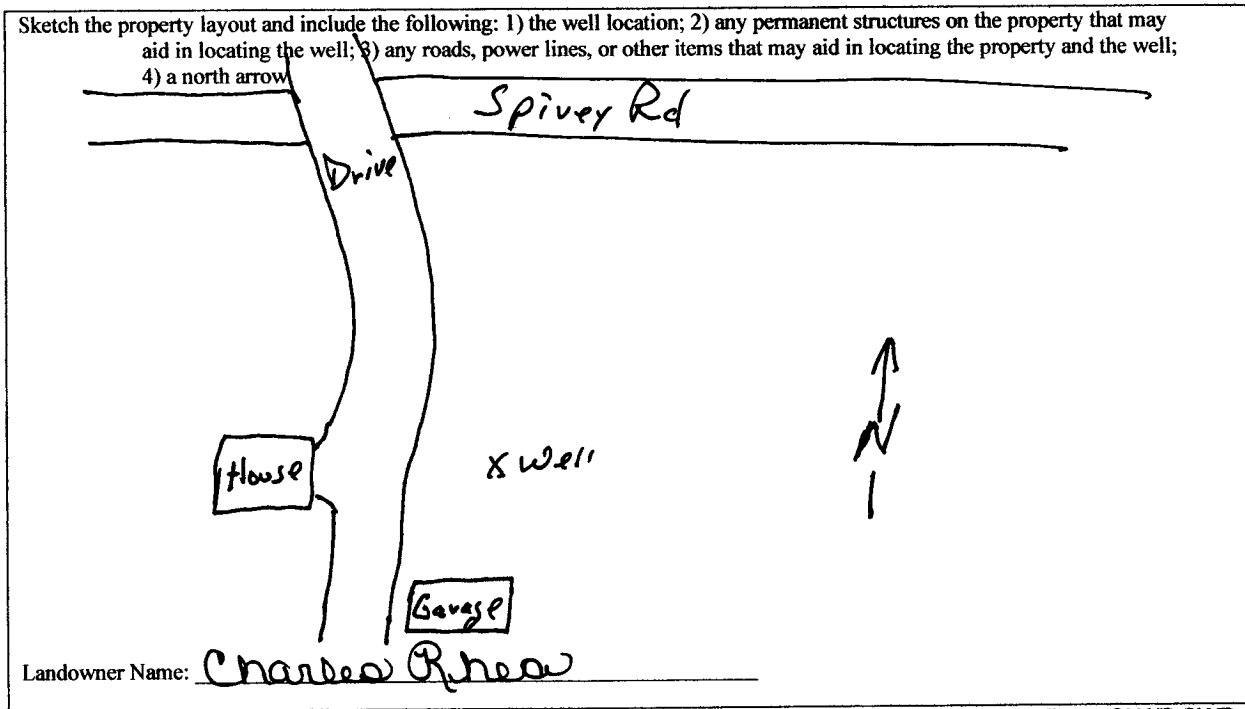 Sketch the property layout and include the following: 1) the well location; 2) any permanent structures on the property that may
aid in locating the well; 3) any roads, power lines, or other items that may aid in locating the property and the well;
4) a north arrow
Spivey Rd
Drive
N
House
X Well
Garage
Landowner Name: Charles Rhea